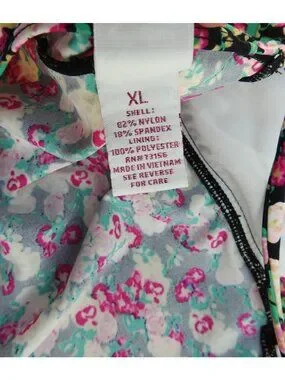 XL
SHELL:
82% NYLON
18% SPANDEX
LINING:
100% POLYESTER
RN#73156
MADE IN VIETNAM
SEE REVERSE
FOR CARE